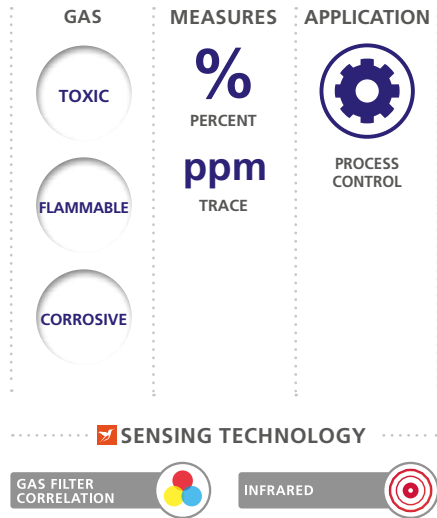 GAS
TOXIC
FLAMMABLE
CORROSIVE
MEASURES
%
PERCENT
ppm
TRACE
APPLICATION
PROCESS
CONTROL
SENSING TECHNOLOGY
GAS FILTER
CORRELATION
INFRARED